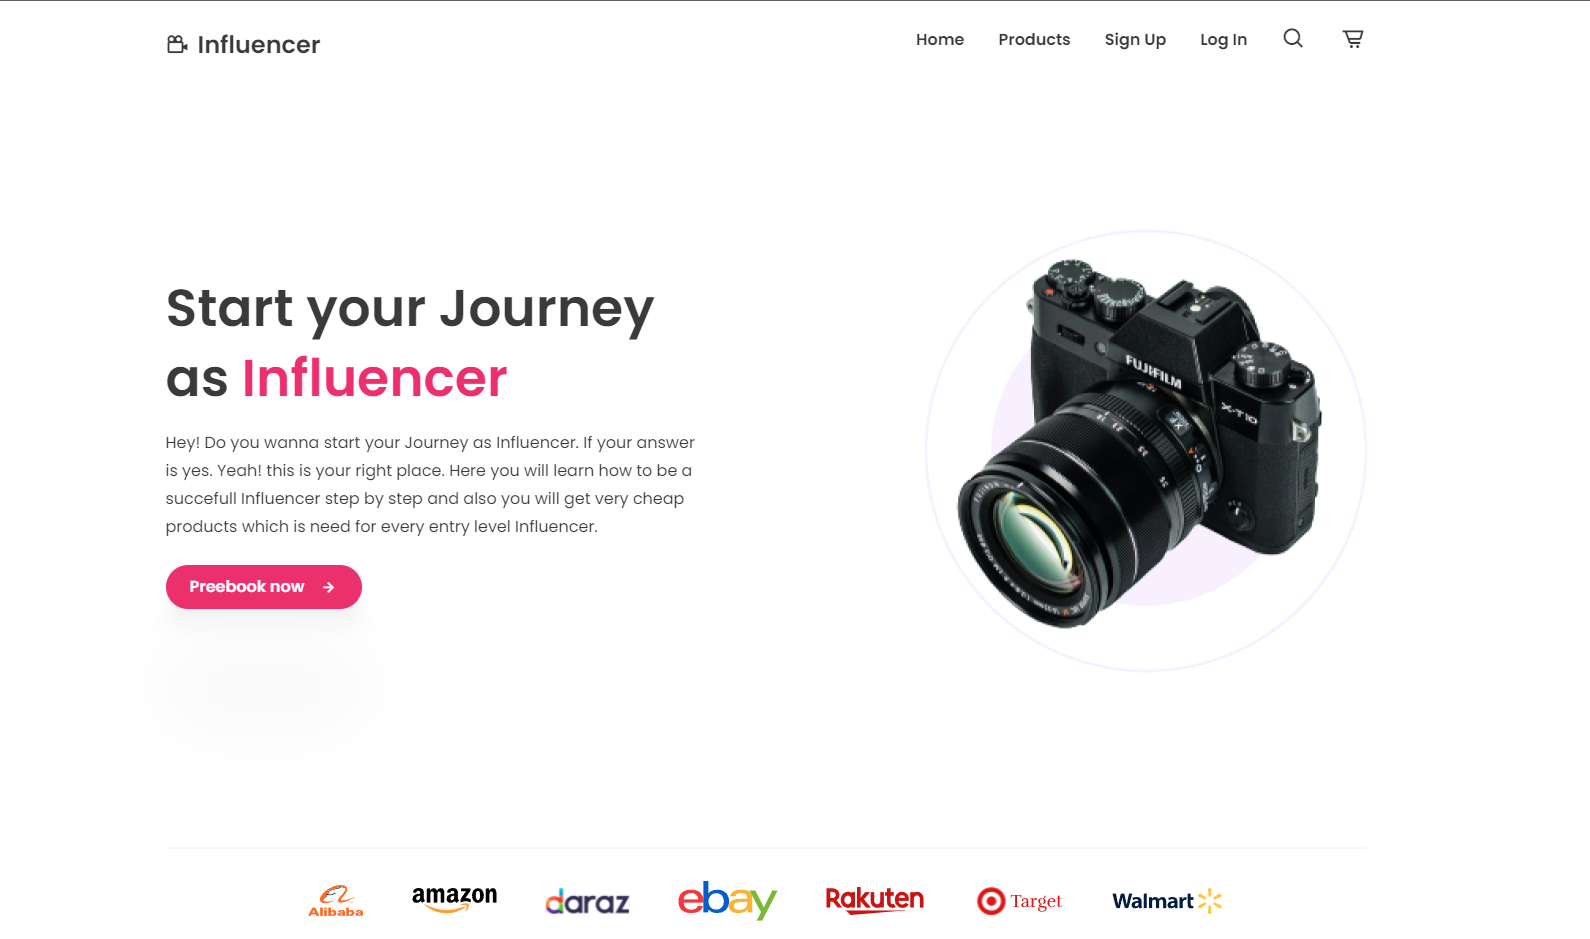 Influencer
Home Products Sign Up Log In
Start your Journey
as Influencer
Hey! Do you wanna start your Journey as Influencer. If your answer
is yes. Yeah! this is your right place. Here you will learn how to be a
succefull Influencer step by step and also you will get very cheap
products which is need for every entry level Influencer.
Preebook now
FUJIFILM
X-T10
Alibaba amazon daraz ebay Rakuten Target Walmart